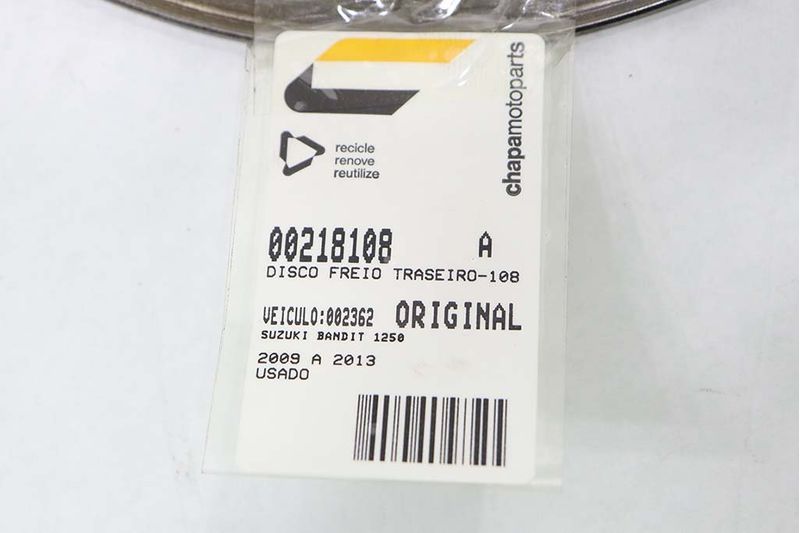 chapamotoparts
recicle
renove
reutilize
00218108 A
DISCO FREIO TRASEIRO-108
VEICULO:002362 ORIGINAL
SUZUKI BANDIT 1250
2009 A 2013
USADO